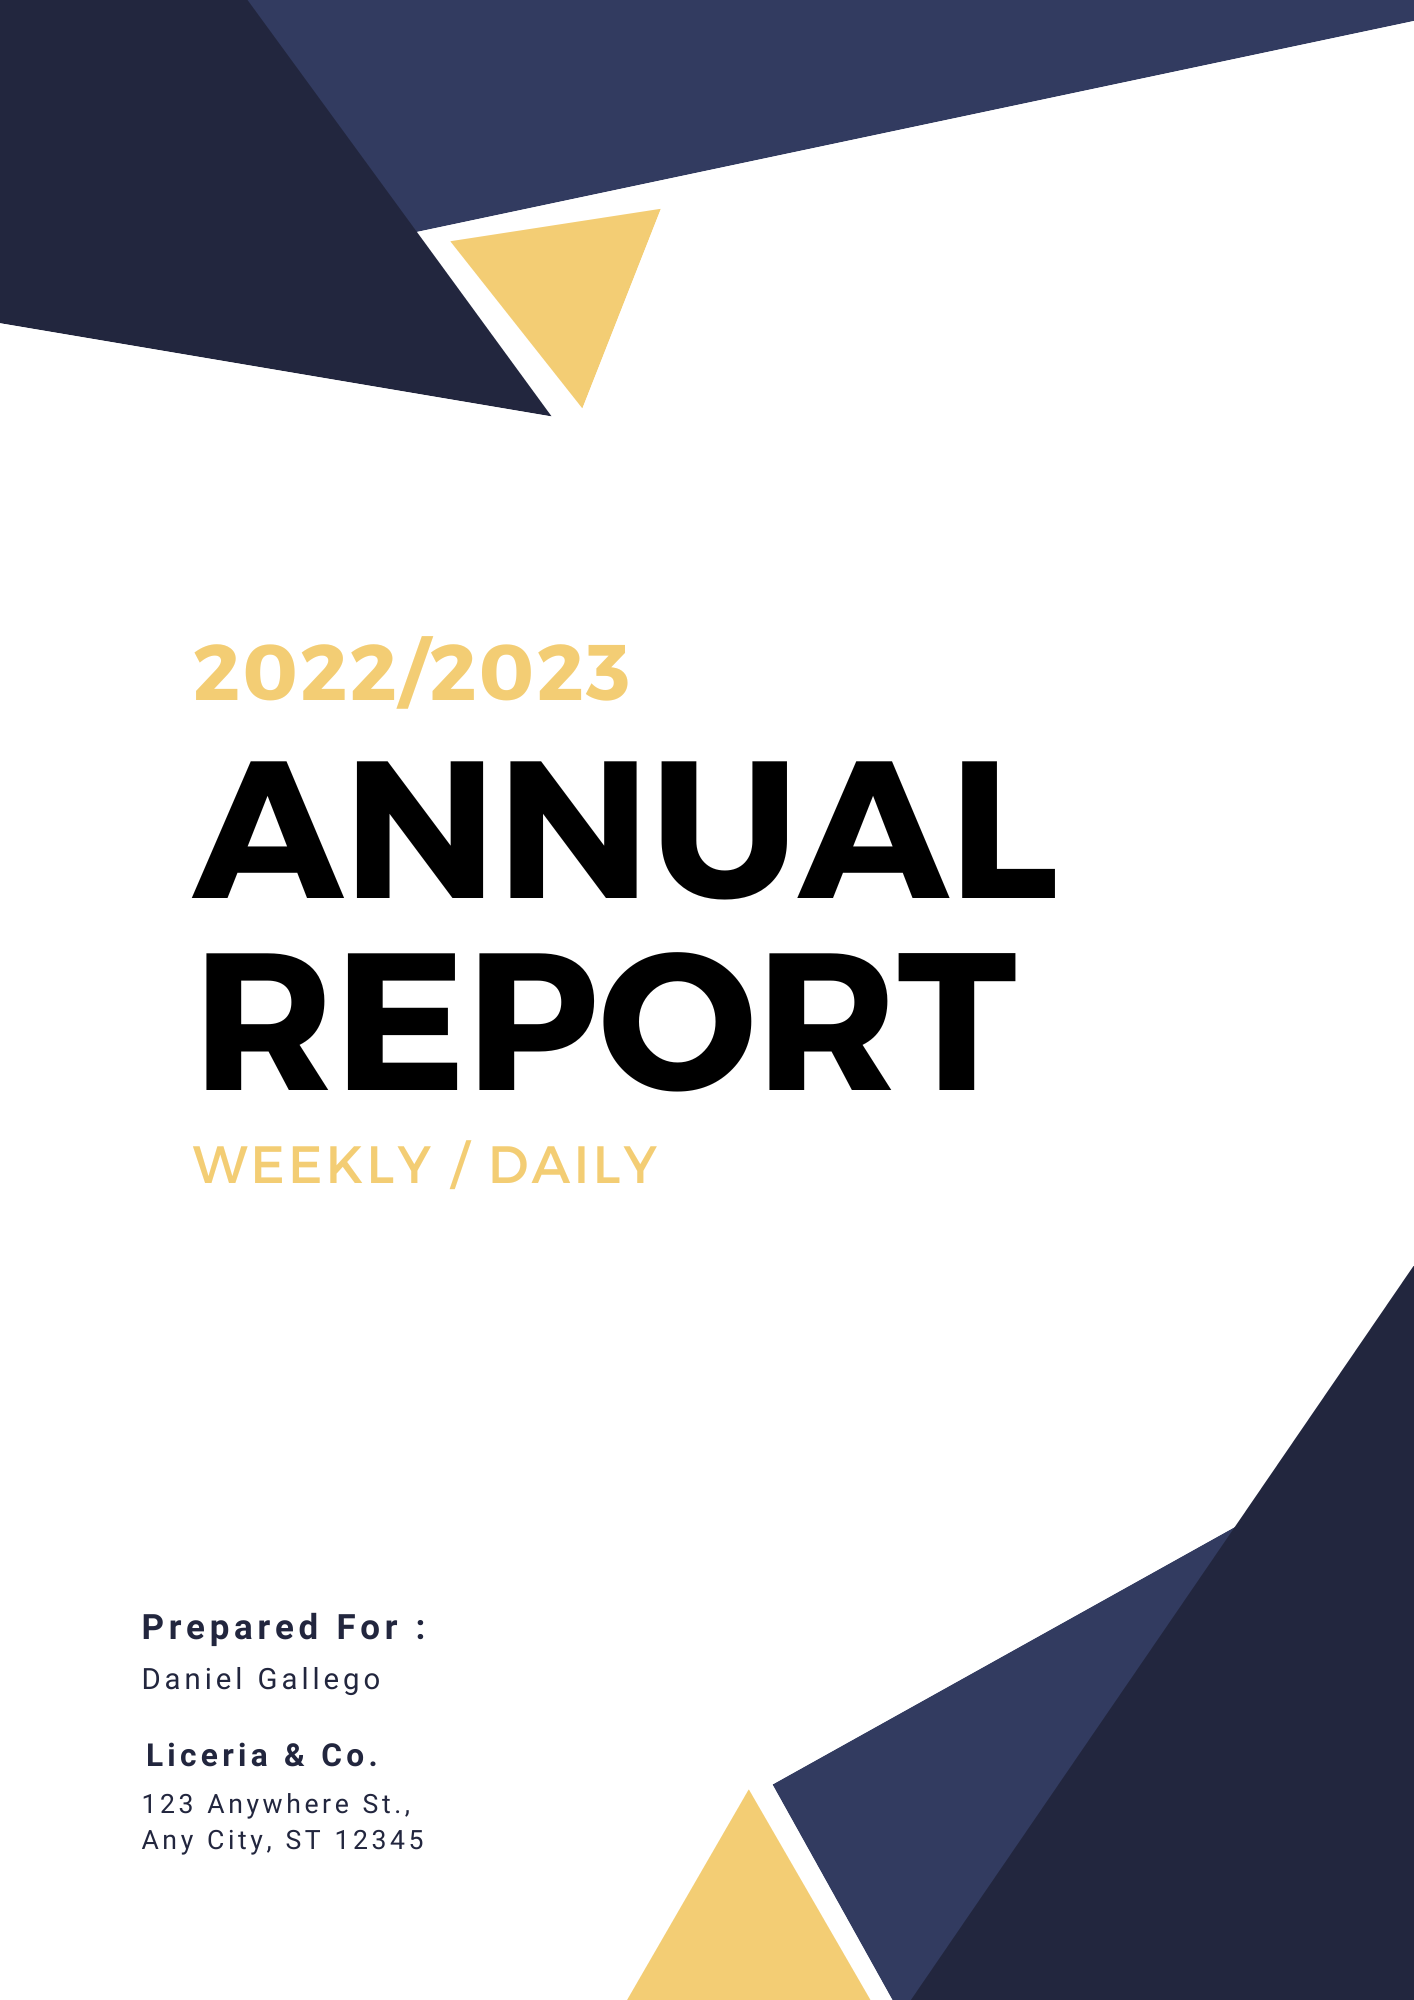 2022/2023
ANNUAL
REPORT
WEEKLY / DAILY
Prepared For :
Daniel Gallego
Liceria & Co.
123 Anywhere St.,
Any City, ST 12345